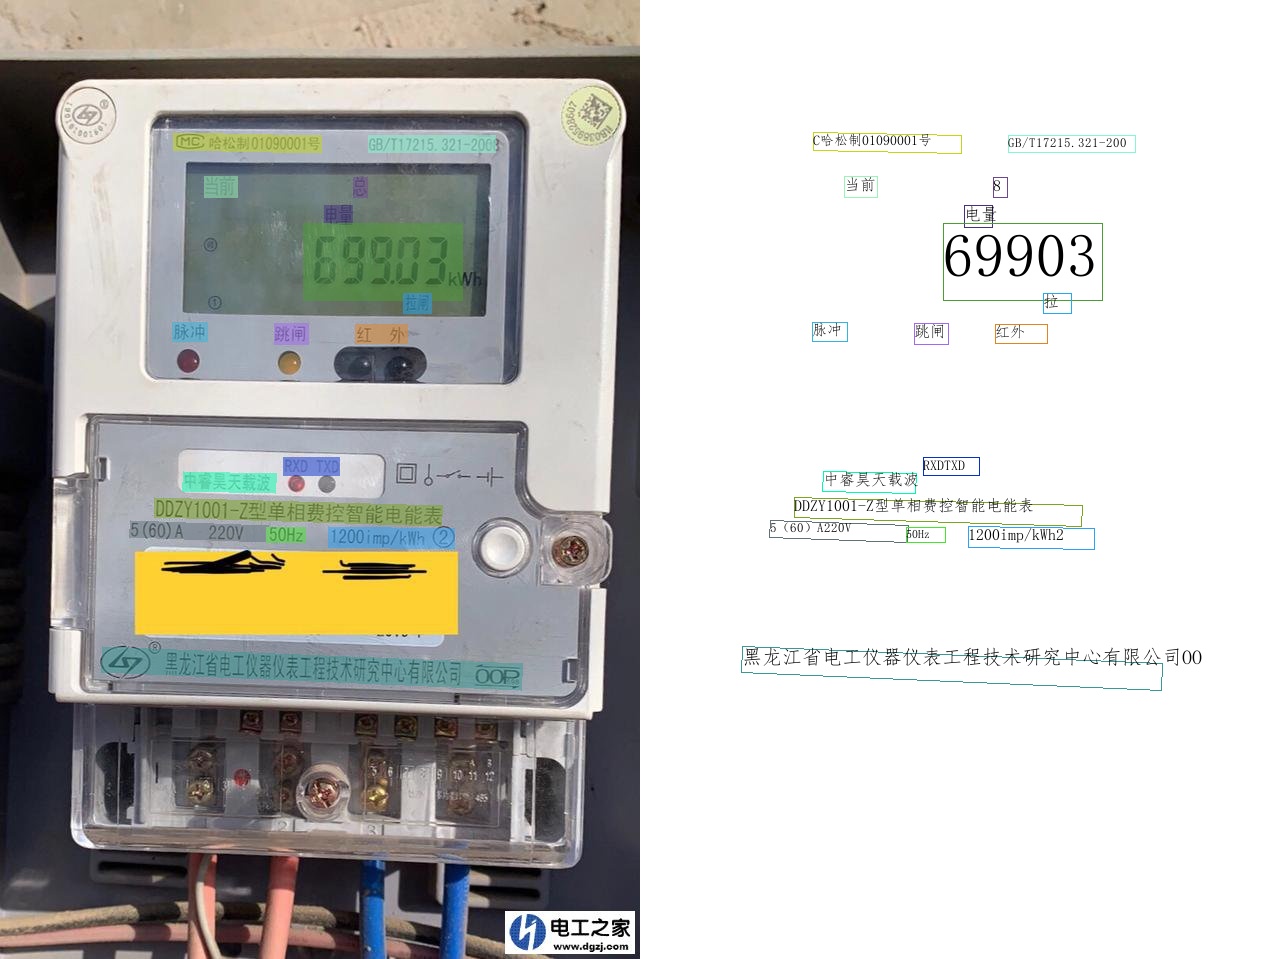 MC 哈松制01090001号 GB/T17215.321-2008
当前 总
电量
699.03 kWh
拉闸
脉冲 跳闸 红 外
RXD TXD
中睿昊天载波
DDZY1001-Z型单相费控智能电能表
5(60)A 220V 50Hz 1200imp/kWh ②
黑龙江省电工仪器仪表工程技术研究中心有限公司
电工之家
www.dgzj.com
C哈松制01090001号 GB/T17215.321-200
当前 8
电量
69903
拉
脉冲 跳闸 红外
RXDTXD
中睿昊天载波
DDZY1001-Z型单相费控智能电能表
5（60）A220V 50Hz 1200imp/kWh2
黑龙江省电工仪器仪表工程技术研究中心有限公司00